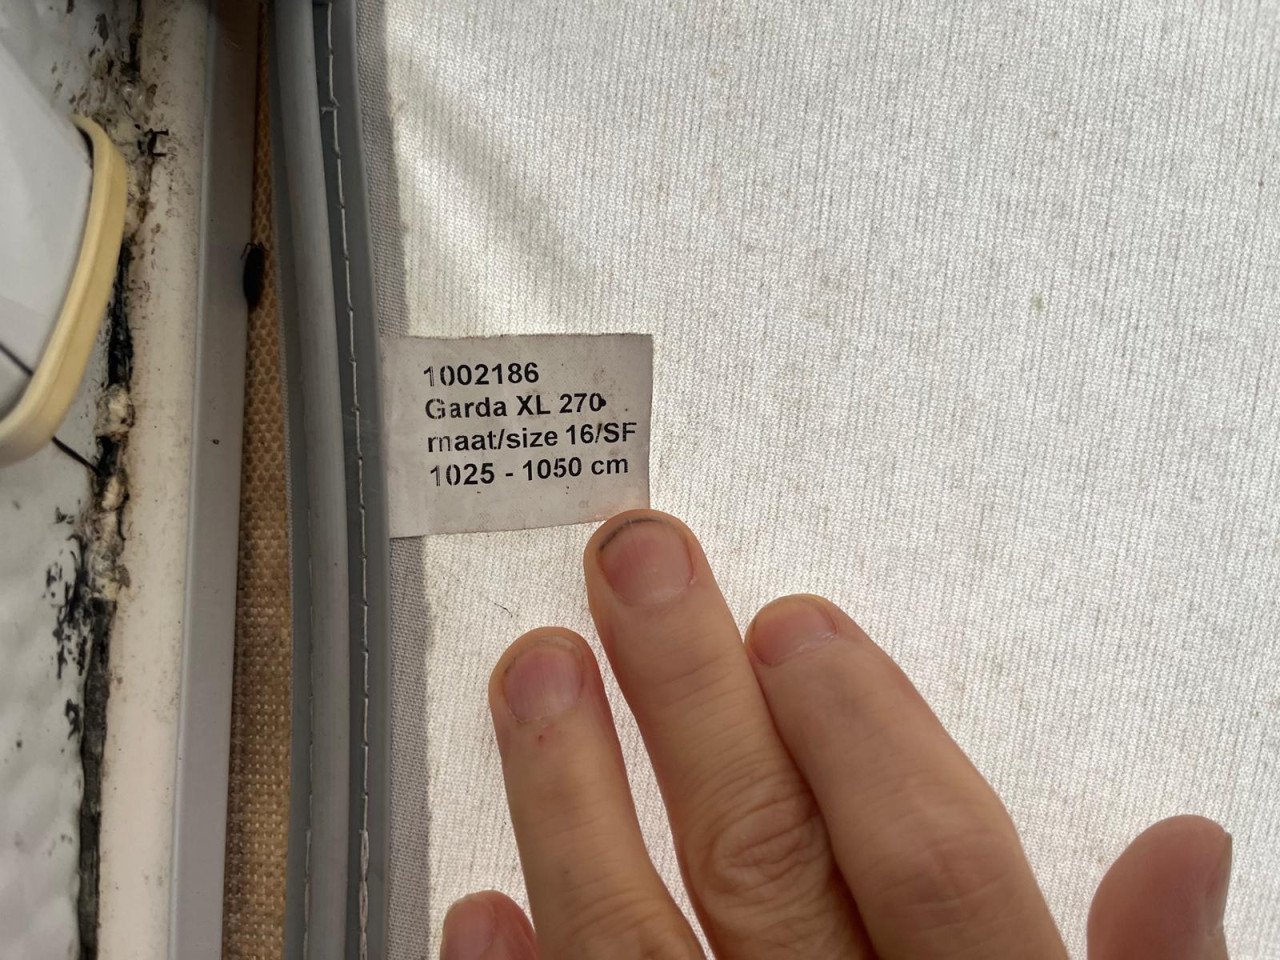 1002186
Garda XL 270
maat/size 16/SF
1025 - 1050 cm